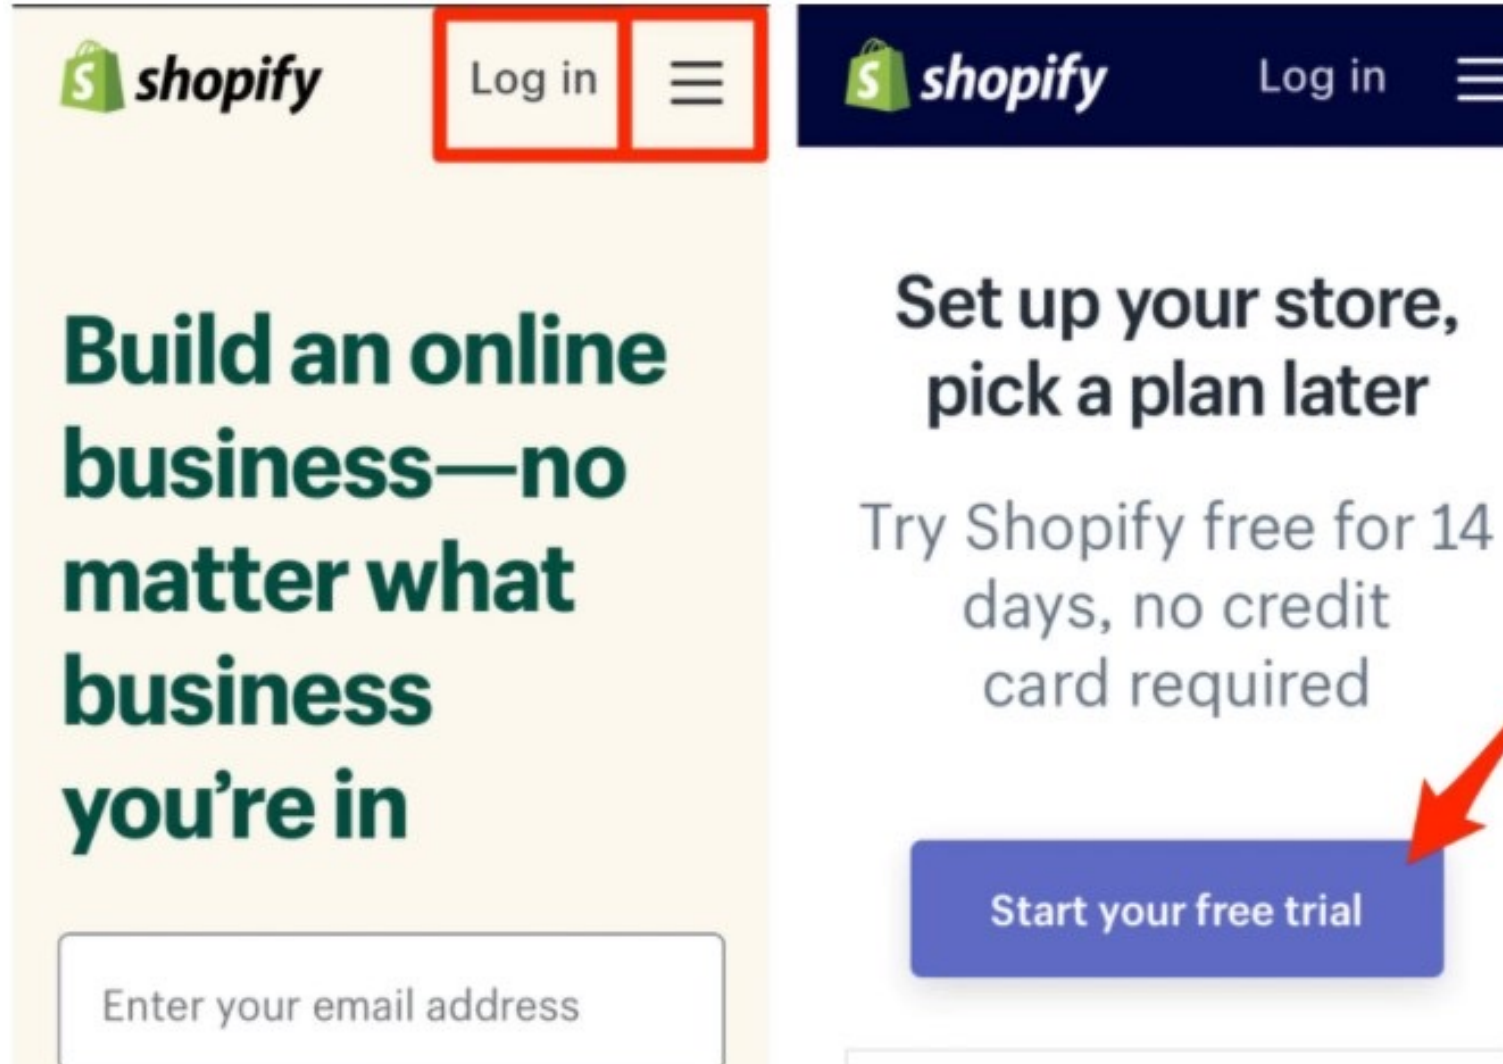 shopify
Log in
Build an online
business—no
matter what
business
you're in
Enter your email address
shopify
Log in
Set up your store,
pick a plan later
Try Shopify free for 14
days, no credit
card required
Start your free trial